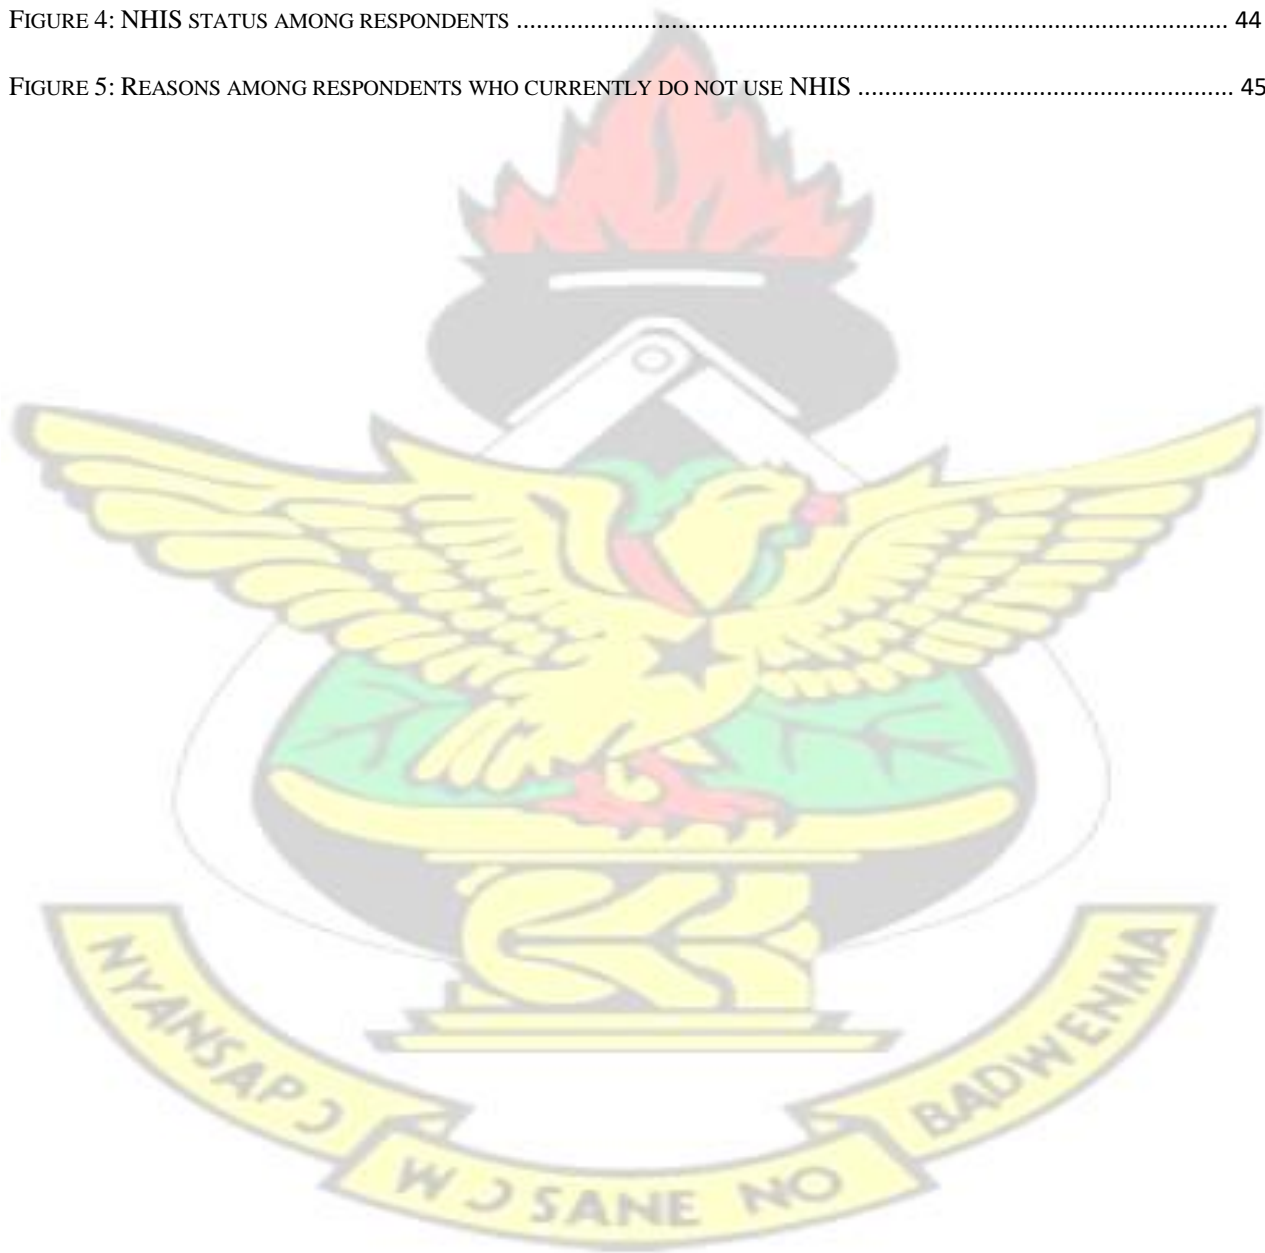 FIGURE 4: NHIS STATUS AMONG RESPONDENTS .......................................................................................................... 44
FIGURE 5: REASONS AMONG RESPONDENTS WHO CURRENTLY DO NOT USE NHIS ........................................................ 45
NYANSAPƆ
WƆSANE NO
BADWENMA